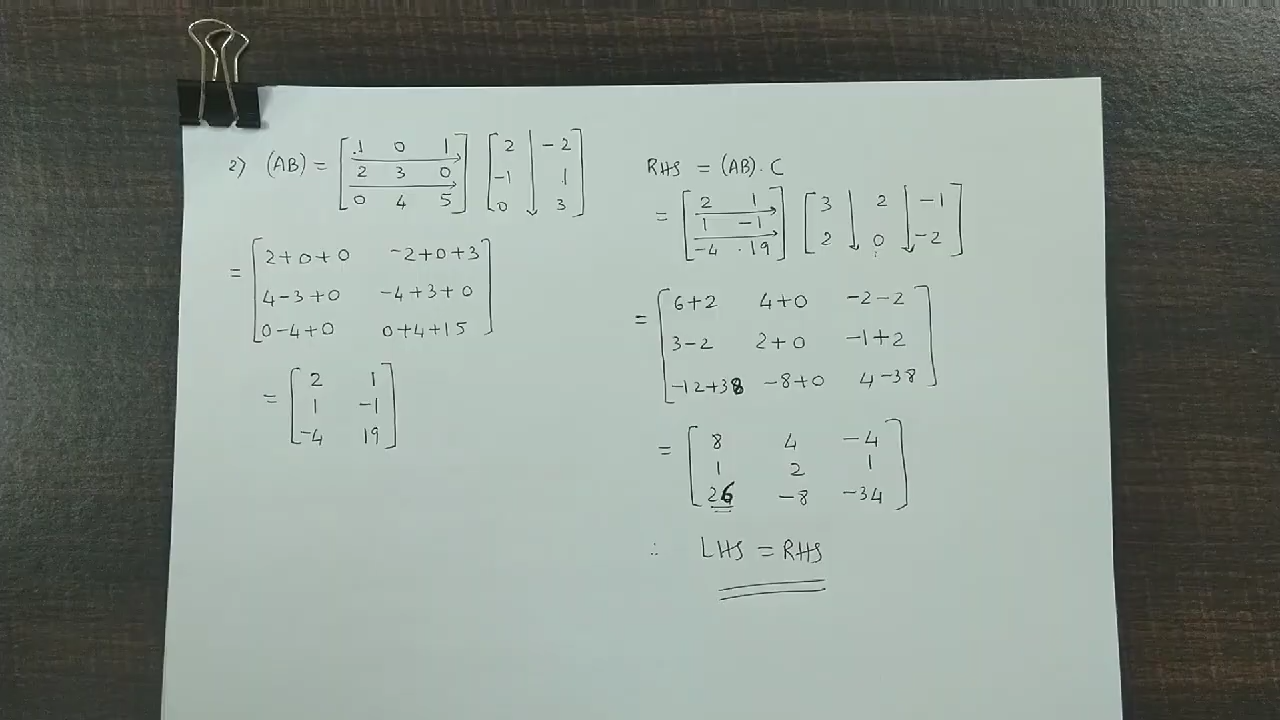 2) (AB) = [ 1 0 1 ] [ 2 -2 ]
2 3 0 -1 1
0 4 5 0 3
= [ 2+0+0 -2+0+3 ]
4-3+0 -4+3+0
0-4+0 0+4+15
= [ 2 1 ]
1 -1
-4 19
RHS = (AB). C
= [ 2 1 ] [ 3 2 -1 ]
1 -1 2 0 -2
-4 19
= [ 6+2 4+0 -2-2 ]
3-2 2+0 -1+2
-12+38 -8+0 4-38
= [ 8 4 -4 ]
1 2 1
26 -8 -34
∴ LHS = RHS